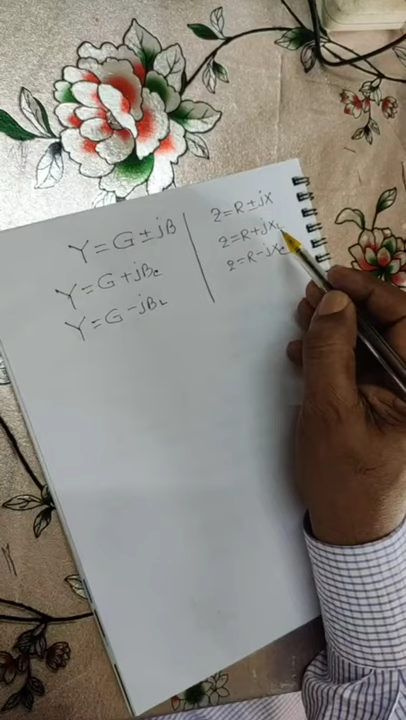 Y = G ± jB
Y = G + jBc
Y = G - jBL
Z = R ± jX
Z = R + jXL
Z = R - jXc